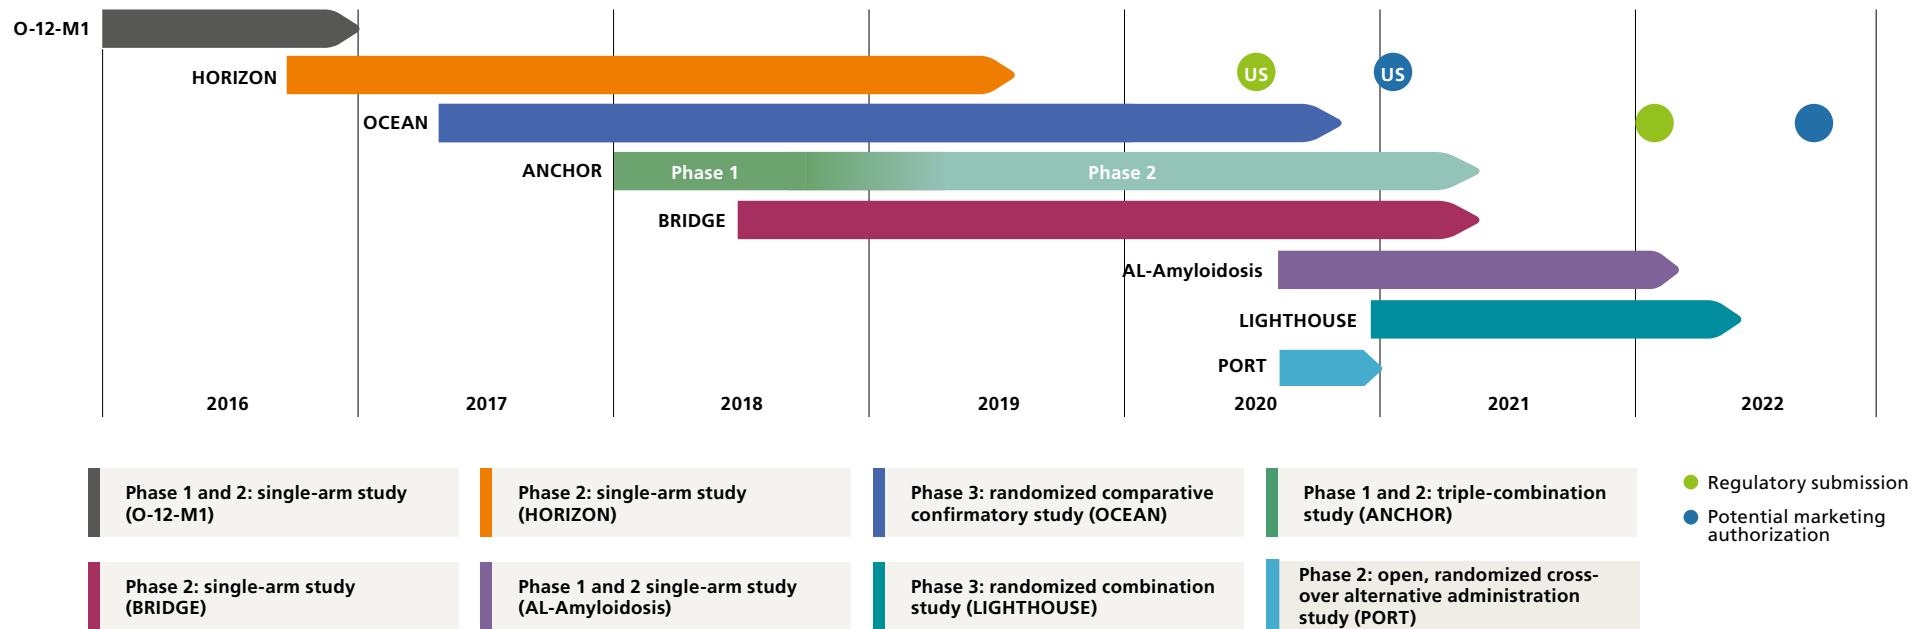 O-12-M1
HORIZON
US
US
OCEAN
ANCHOR
Phase 1
Phase 2
BRIDGE
AL-Amyloidosis
LIGHTHOUSE
PORT
2016
2017
2018
2019
2020
2021
2022
Phase 1 and 2: single-arm study
(O-12-M1)
Phase 2: single-arm study
(HORIZON)
Phase 3: randomized comparative
confirmatory study (OCEAN)
Phase 1 and 2: triple-combination
study (ANCHOR)
Regulatory submission
Potential marketing
authorization
Phase 2: single-arm study
(BRIDGE)
Phase 1 and 2 single-arm study
(AL-Amyloidosis)
Phase 3: randomized combination
study (LIGHTHOUSE)
Phase 2: open, randomized cross-
over alternative administration
study (PORT)